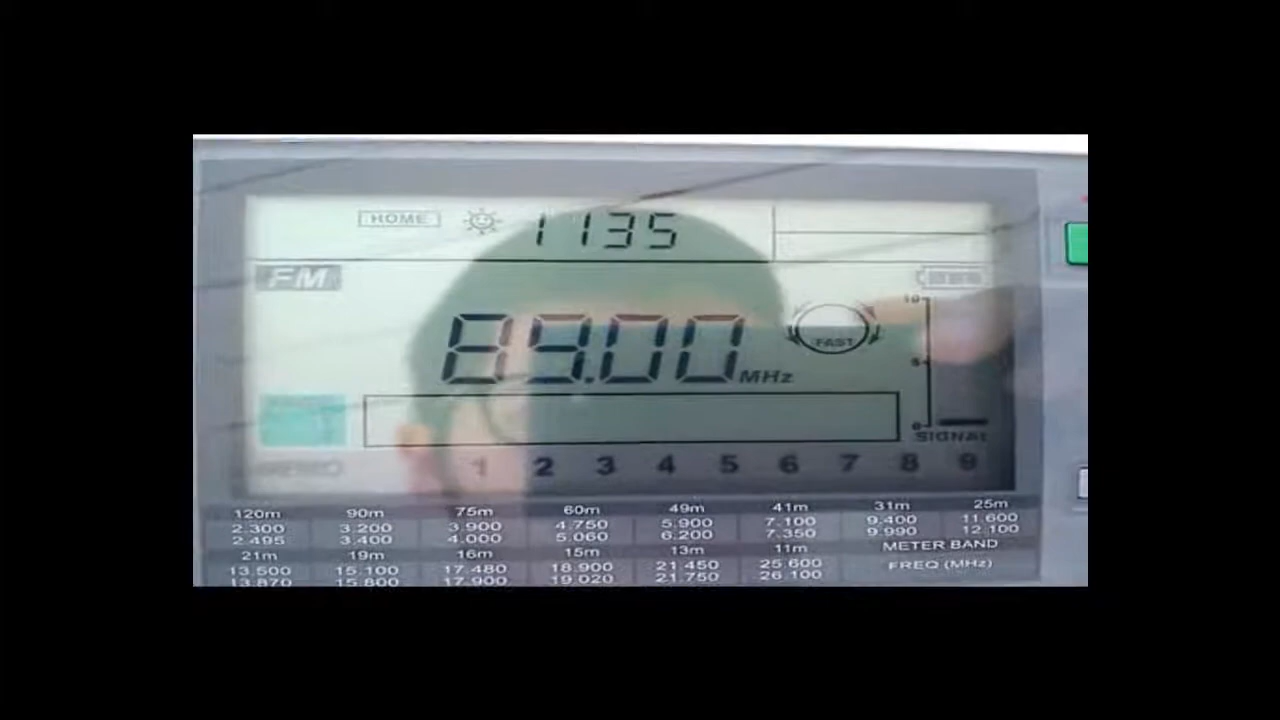 HOME 1135
FM
10
89.00 MHz FAST
5
0
SIGNAL
MEMO 1 2 3 4 5 6 7 8 9
120m 90m 75m 60m 49m 41m 31m 25m
2.300 3.200 3.900 4.750 5.900 7.100 9.400 11.600
2.495 3.400 4.000 5.060 6.200 7.350 9.990 12.100
21m 19m 16m 15m 13m 11m METER BAND
13.500 15.100 17.480 18.900 21.450 25.600 FREQ (MHz)
13.870 15.800 17.900 19.020 21.750 26.100